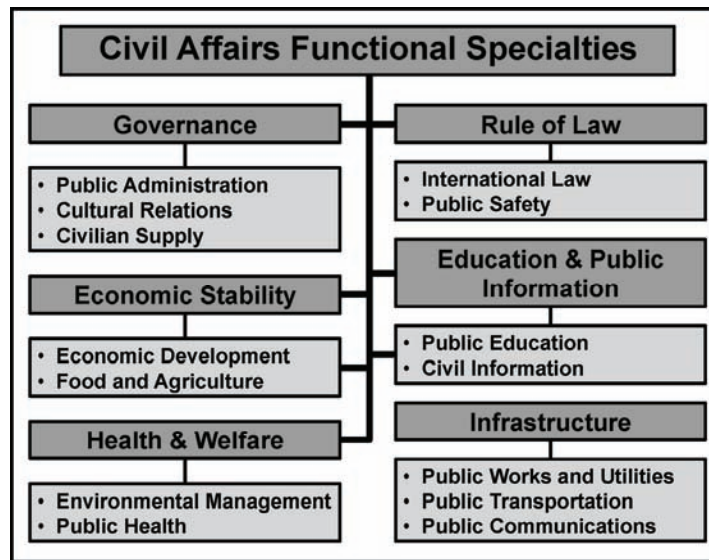 Civil Affairs Functional Specialties
Governance
• Public Administration
• Cultural Relations
• Civilian Supply
Economic Stability
• Economic Development
• Food and Agriculture
Health & Welfare
• Environmental Management
• Public Health
Rule of Law
• International Law
• Public Safety
Education & Public
Information
• Public Education
• Civil Information
Infrastructure
• Public Works and Utilities
• Public Transportation
• Public Communications